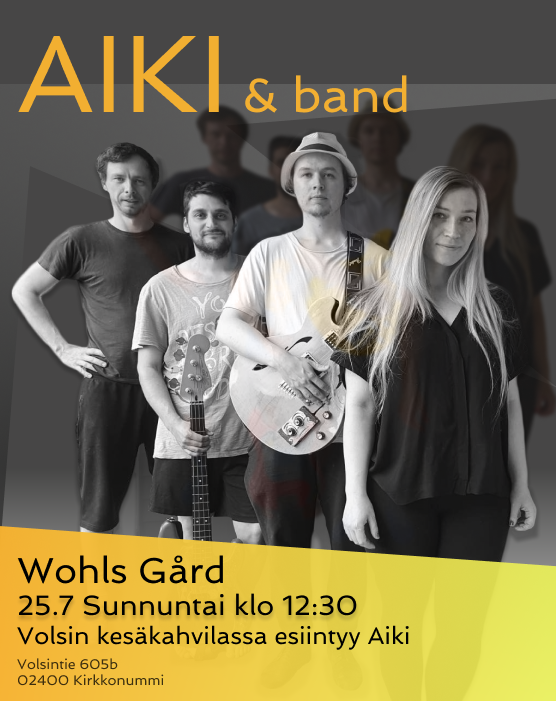 AIKI & band
Wohls Gård
25.7 Sunnuntai klo 12:30
Volsin kesäkahvilassa esiintyy Aiki
Volsintie 605b
02400 Kirkkonummi